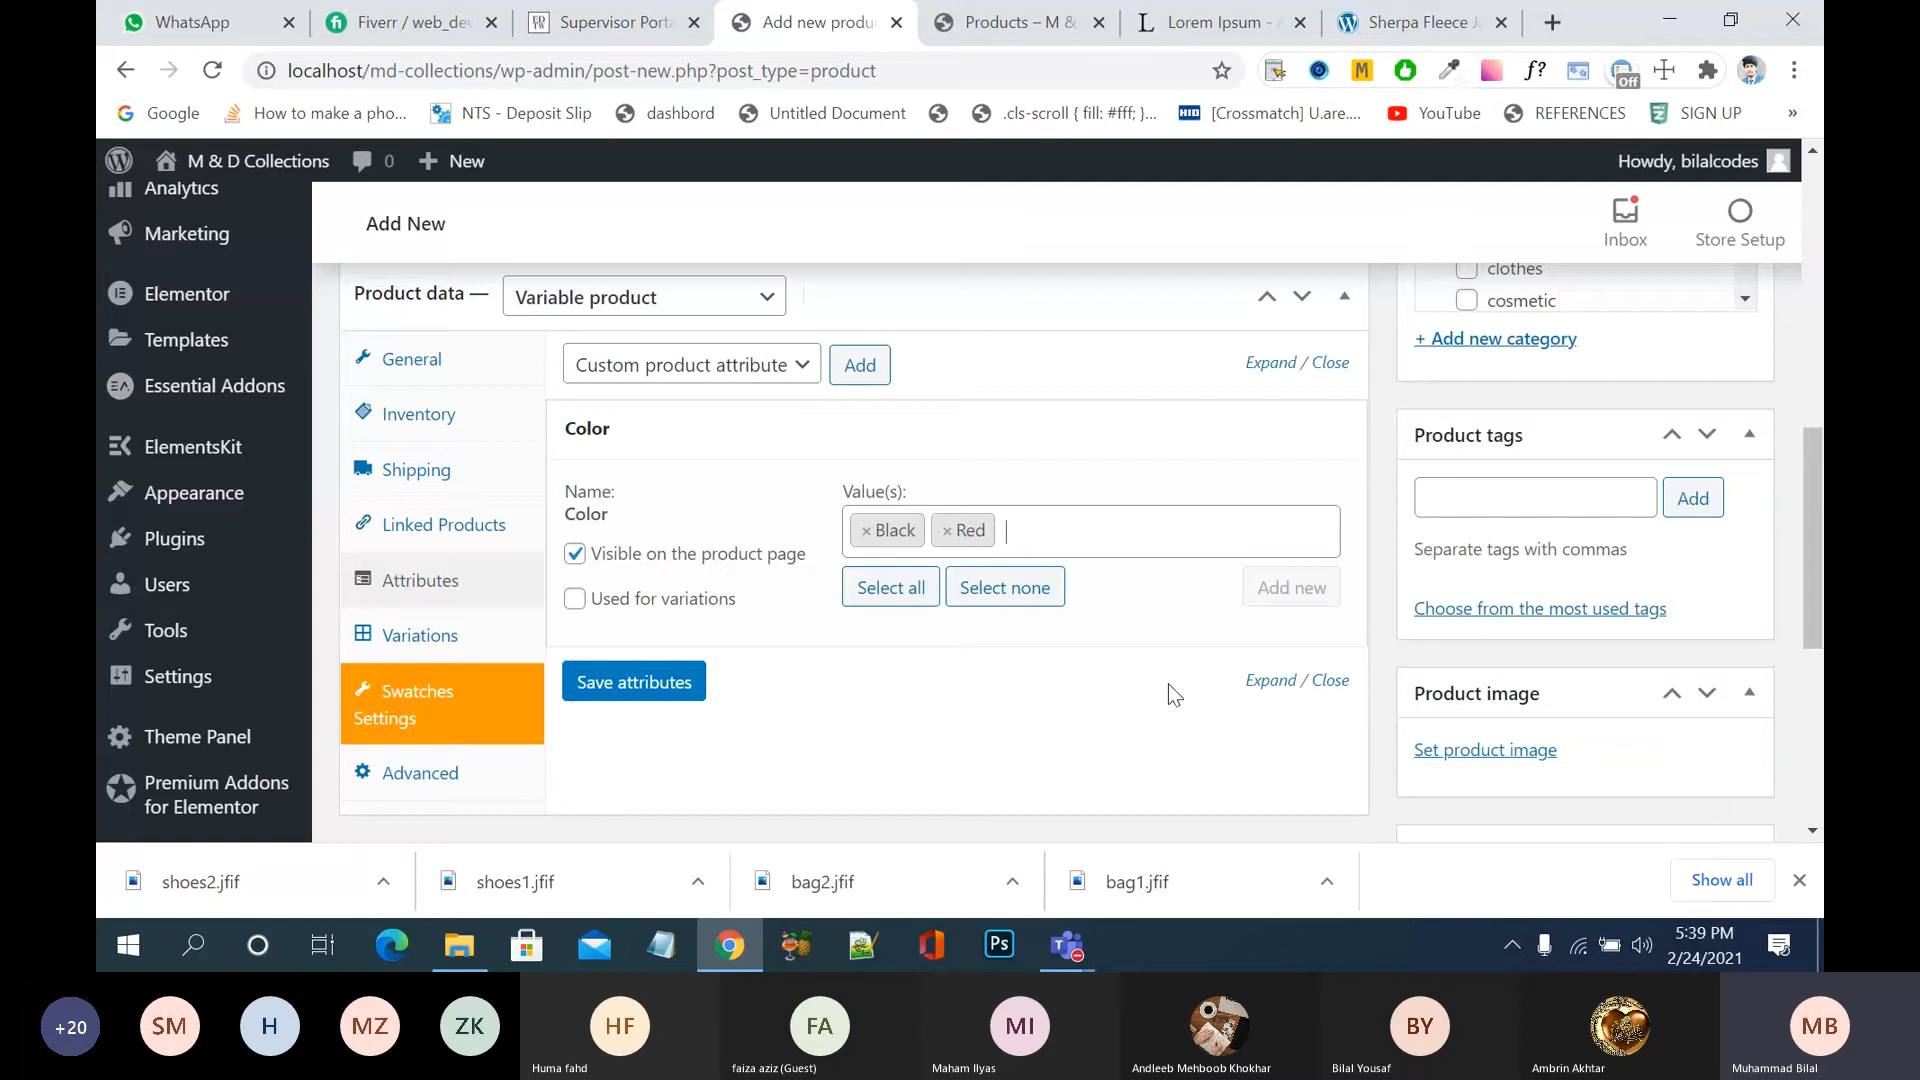 WhatsApp
Fiverr / web_dev
Supervisor Porta
Add new produc
Products – M &
Lorem Ipsum - A
Sherpa Fleece Ja
localhost/md-collections/wp-admin/post-new.php?post_type=product
M
f?
Off
Google
How to make a pho...
NTS - Deposit Slip
dashbord
Untitled Document
.cls-scroll { fill: #fff; }...
HID
[Crossmatch] U.are....
YouTube
REFERENCES
SIGN UP
»
M & D Collections
0
New
Howdy, bilalcodes
Analytics
Marketing
Elementor
Templates
Essential Addons
ElementsKit
Appearance
Plugins
Users
Tools
Settings
Theme Panel
Premium Addons
for Elementor
Add New
Inbox
Store Setup
Product data —
Variable product
General
Inventory
Shipping
Linked Products
Attributes
Variations
Swatches
Settings
Advanced
Custom product attribute
Add
Expand / Close
Color
Name:
Color
Visible on the product page
Used for variations
Value(s):
× Black
× Red
Select all
Select none
Add new
Save attributes
Expand / Close
clothes
cosmetic
+ Add new category
Product tags
Add
Separate tags with commas
Choose from the most used tags
Product image
Set product image
shoes2.jfif
shoes1.jfif
bag2.jfif
bag1.jfif
Show all
Ps
5:39 PM
2/24/2021
+20
SM
H
MZ
ZK
HF
Huma fahd
FA
faiza aziz (Guest)
MI
Maham Ilyas
Andleeb Mehboob Khokhar
BY
Bilal Yousaf
Ambrin Akhtar
MB
Muhammad Bilal